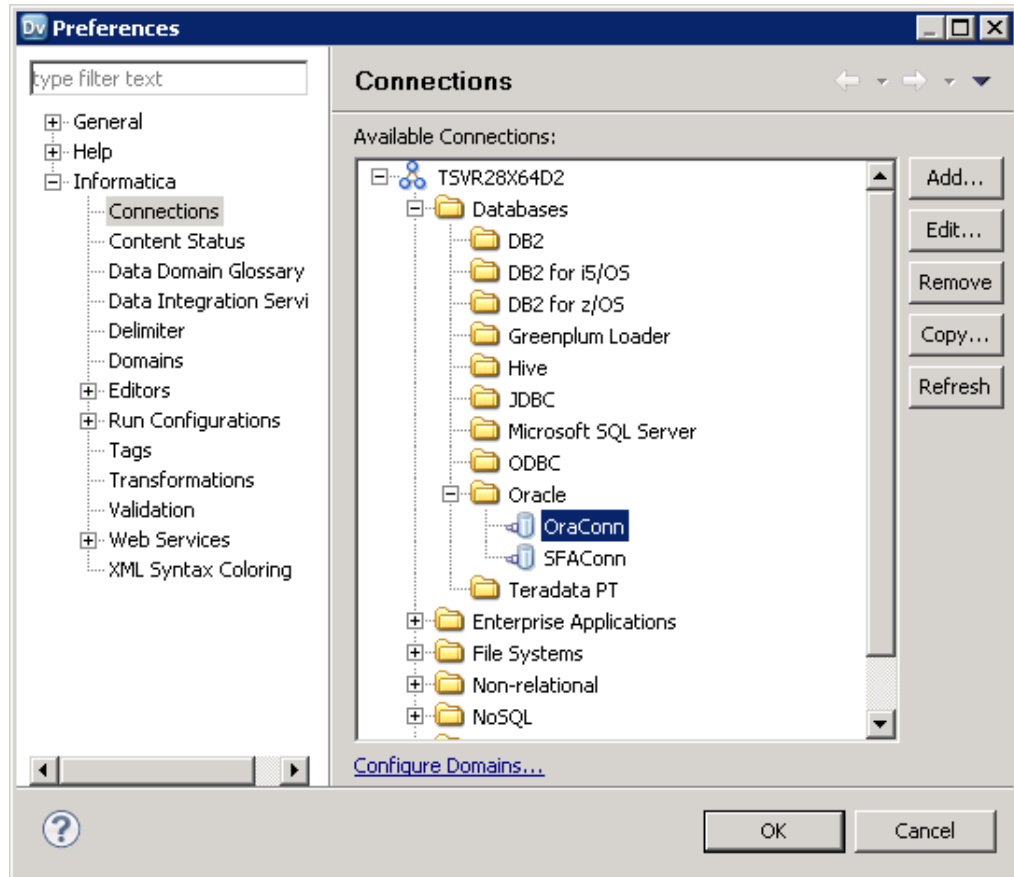 Dv Preferences
type filter text
General
Help
Informatica
Connections
Content Status
Data Domain Glossary
Data Integration Servi
Delimiter
Domains
Editors
Run Configurations
Tags
Transformations
Validation
Web Services
XML Syntax Coloring
Connections
Available Connections:
TSVR28X64D2
Databases
DB2
DB2 for i5/OS
DB2 for z/OS
Greenplum Loader
Hive
JDBC
Microsoft SQL Server
ODBC
Oracle
OraConn
SFAConn
Teradata PT
Enterprise Applications
File Systems
Non-relational
NoSQL
Add...
Edit...
Remove
Copy...
Refresh
Configure Domains...
?
OK
Cancel